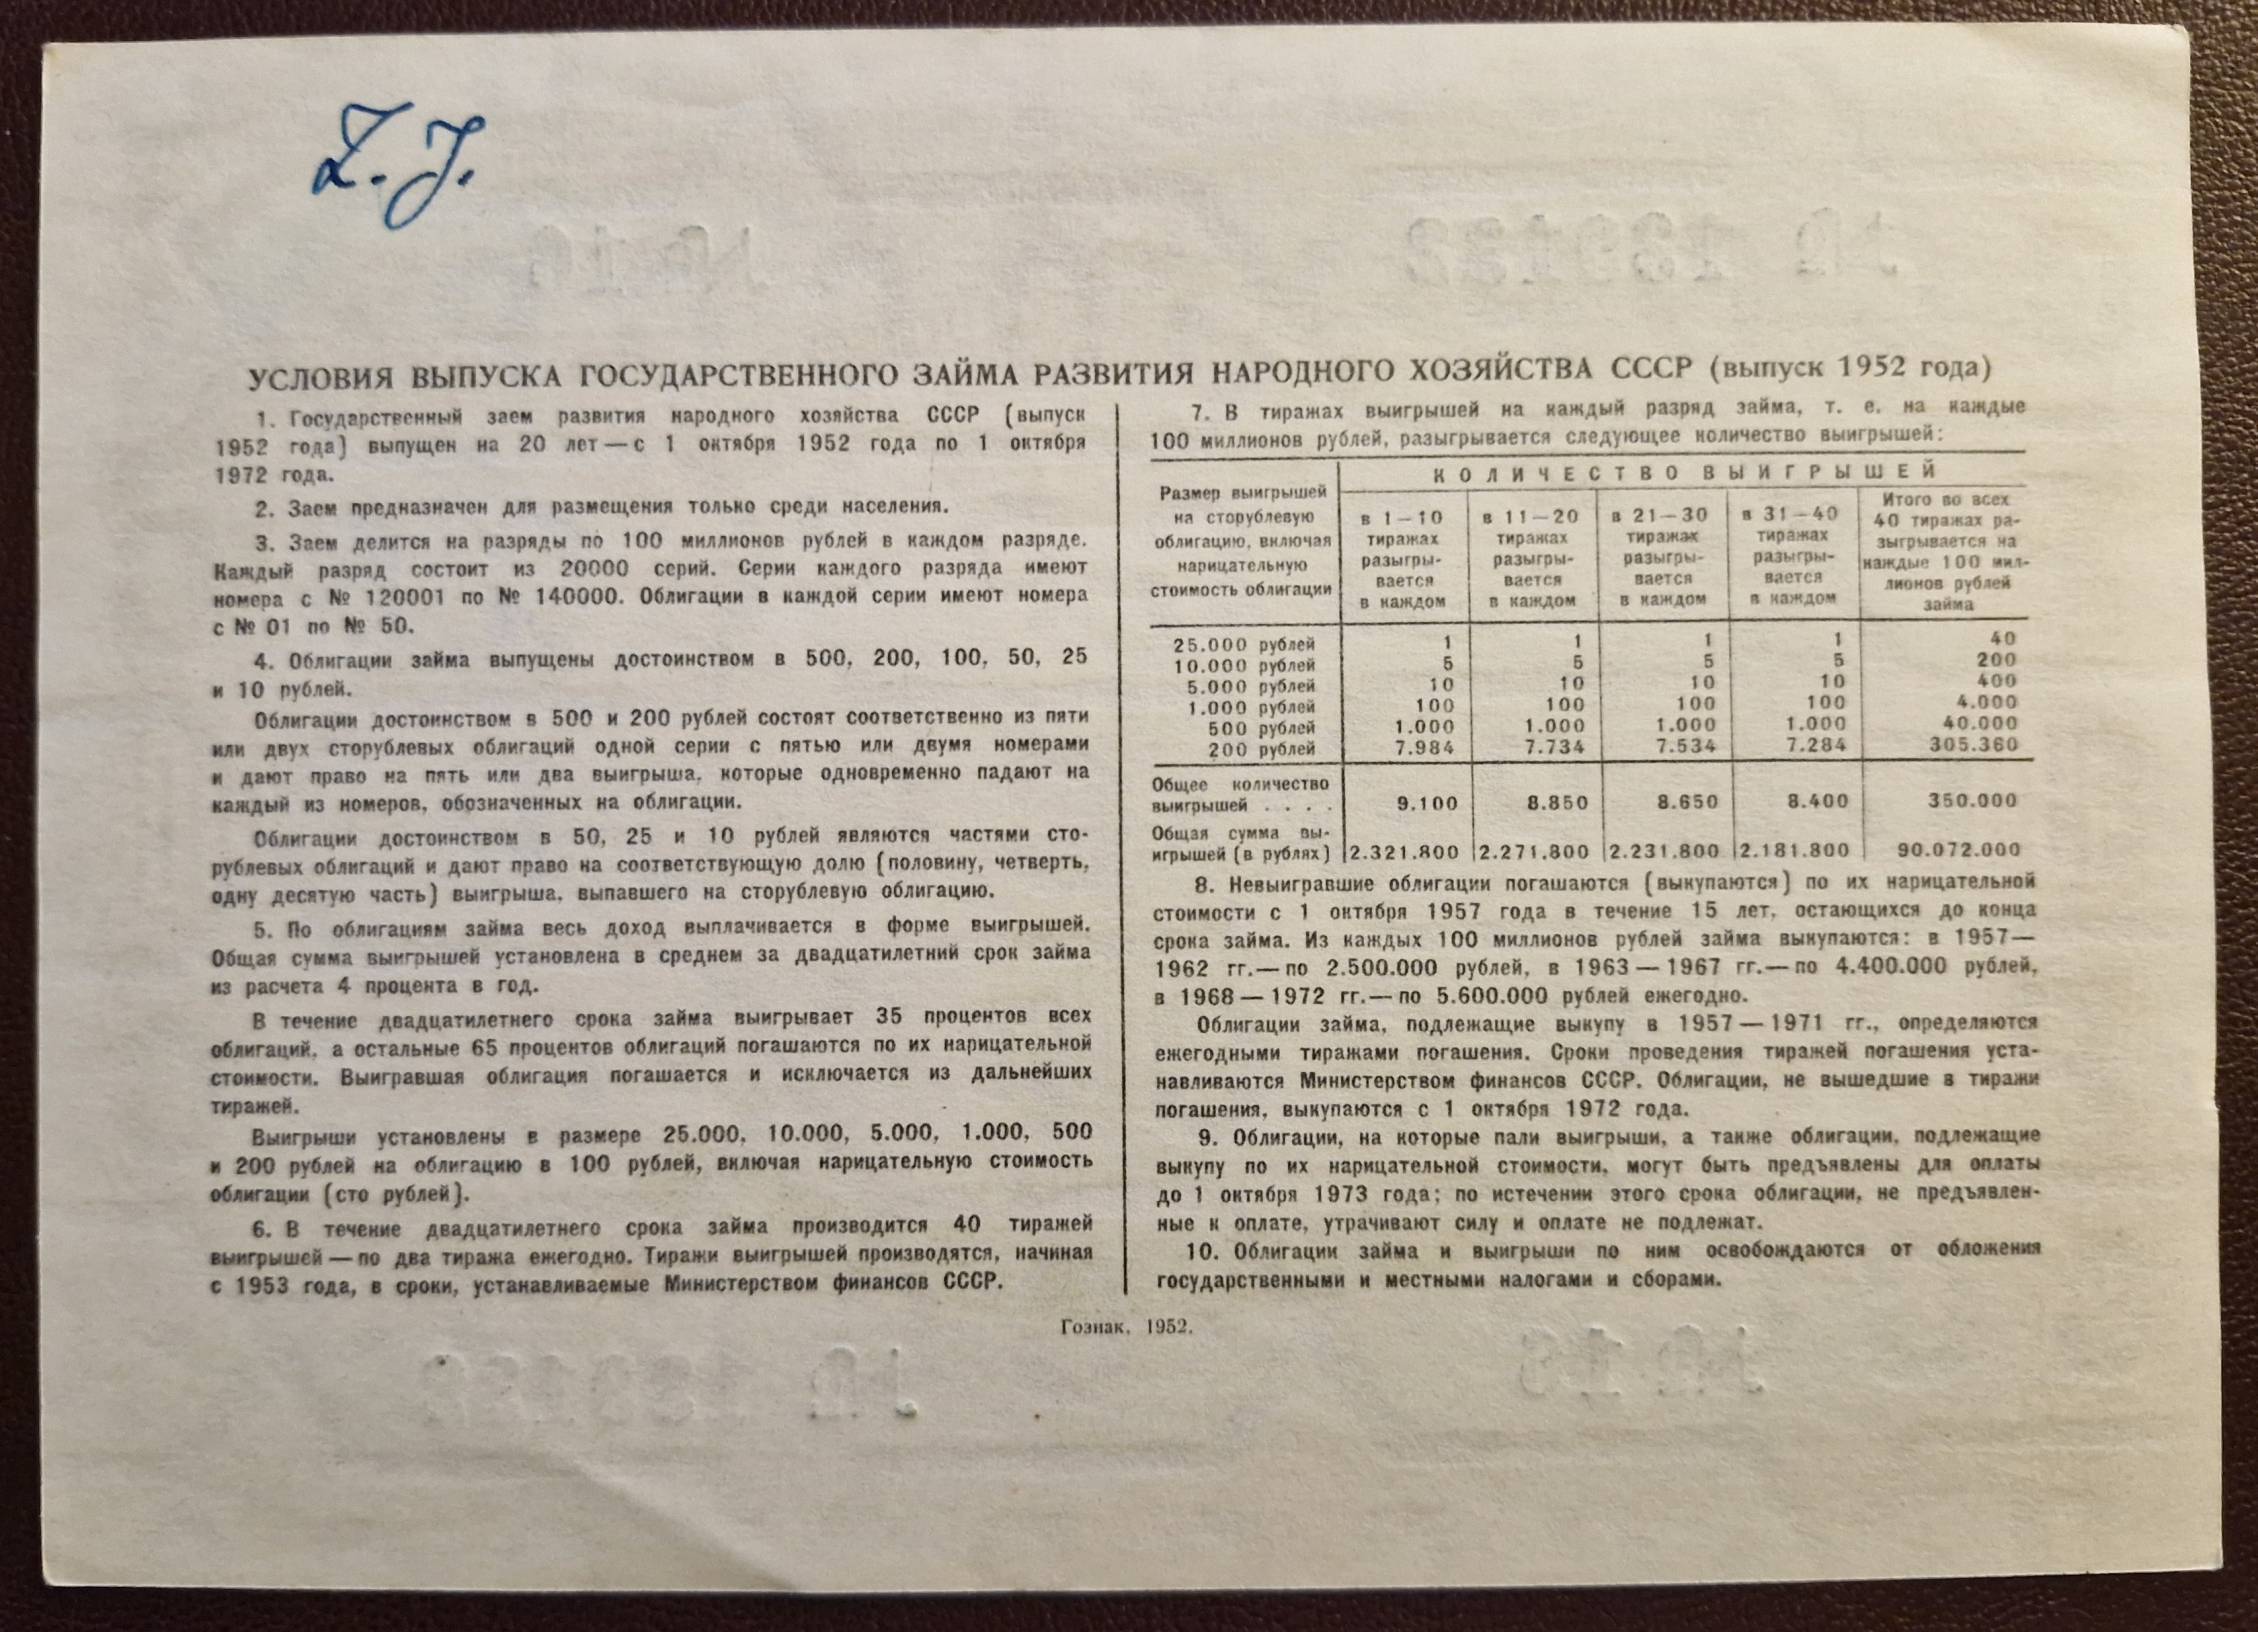 Z. J.
УСЛОВИЯ ВЫПУСКА ГОСУДАРСТВЕННОГО ЗАЙМА РАЗВИТИЯ НАРОДНОГО ХОЗЯЙСТВА СССР (выпуск 1952 года)
1. Государственный заем развития народного хозяйства СССР (выпуск
1952 года) выпущен на 20 лет — с 1 октября 1952 года по 1 октября
1972 года.
2. Заем предназначен для размещения только среди населения.
3. Заем делится на разряды по 100 миллионов рублей в каждом разряде.
Каждый разряд состоит из 20000 серий. Серии каждого разряда имеют
номера с № 120001 по № 140000. Облигации в каждой серии имеют номера
с № 01 по № 50.
4. Облигации займа выпущены достоинством в 500, 200, 100, 50, 25
и 10 рублей.
Облигации достоинством в 500 и 200 рублей состоят соответственно из пяти
или двух сторублевых облигаций одной серии с пятью или двумя номерами
и дают право на пять или два выигрыша, которые одновременно падают на
каждый из номеров, обозначенных на облигации.
Облигации достоинством в 50, 25 и 10 рублей являются частями сто-
рублевых облигаций и дают право на соответствующую долю (половину, четверть,
одну десятую часть) выигрыша, выпавшего на сторублевую облигацию.
5. По облигациям займа весь доход выплачивается в форме выигрышей.
Общая сумма выигрышей установлена в среднем за двадцатилетний срок займа
из расчета 4 процента в год.
В течение двадцатилетнего срока займа выигрывает 35 процентов всех
облигаций, а остальные 65 процентов облигаций погашаются по их нарицательной
стоимости. Выигравшая облигация погашается и исключается из дальнейших
тиражей.
Выигрыши установлены в размере 25.000, 10.000, 5.000, 1.000, 500
и 200 рублей на облигацию в 100 рублей, включая нарицательную стоимость
облигации (сто рублей).
6. В течение двадцатилетнего срока займа производится 40 тиражей
выигрышей — по два тиража ежегодно. Тиражи выигрышей производятся, начиная
с 1953 года, в сроки, устанавливаемые Министерством финансов СССР.
7. В тиражах выигрышей на каждый разряд займа, т. е. на каждые
100 миллионов рублей, разыгрывается следующее количество выигрышей:
Размер выигрышей на сторублевую облигацию, включая нарицательную стоимость облигации
КОЛИЧЕСТВО ВЫИГРЫШЕЙ
в 1—10 тиражах разыгры-вается в каждом
в 11—20 тиражах разыгры-вается в каждом
в 21—30 тиражах разыгры-вается в каждом
в 31—40 тиражах разыгры-вается в каждом
Итого во всех 40 тиражах ра-зыгрывается на каждые 100 мил-лионов рублей займа
25.000 рублей 1 1 1 1 40
10.000 рублей 5 5 5 5 200
5.000 рублей 10 10 10 10 400
1.000 рублей 100 100 100 100 4.000
500 рублей 1.000 1.000 1.000 1.000 40.000
200 рублей 7.984 7.734 7.534 7.284 305.360
Общее количество
выигрышей . . . . 9.100 8.850 8.650 8.400 350.000
Общая сумма вы-
игрышей (в рублях) 2.321.800 2.271.800 2.231.800 2.181.800 90.072.000
8. Невыигравшие облигации погашаются (выкупаются) по их нарицательной
стоимости с 1 октября 1957 года в течение 15 лет, остающихся до конца
срока займа. Из каждых 100 миллионов рублей займа выкупаются: в 1957—
1962 гг.— по 2.500.000 рублей, в 1963 — 1967 гг.— по 4.400.000 рублей,
в 1968 — 1972 гг.— по 5.600.000 рублей ежегодно.
Облигации займа, подлежащие выкупу в 1957 — 1971 гг., определяются
ежегодными тиражами погашения. Сроки проведения тиражей погашения уста-
навливаются Министерством финансов СССР. Облигации, не вышедшие в тиражи
погашения, выкупаются с 1 октября 1972 года.
9. Облигации, на которые пали выигрыши, а также облигации, подлежащие
выкупу по их нарицательной стоимости, могут быть предъявлены для оплаты
до 1 октября 1973 года; по истечении этого срока облигации, не предъявлен-
ные к оплате, утрачивают силу и оплате не подлежат.
10. Облигации займа и выигрыши по ним освобождаются от обложения
государственными и местными налогами и сборами.
Гознак. 1952.